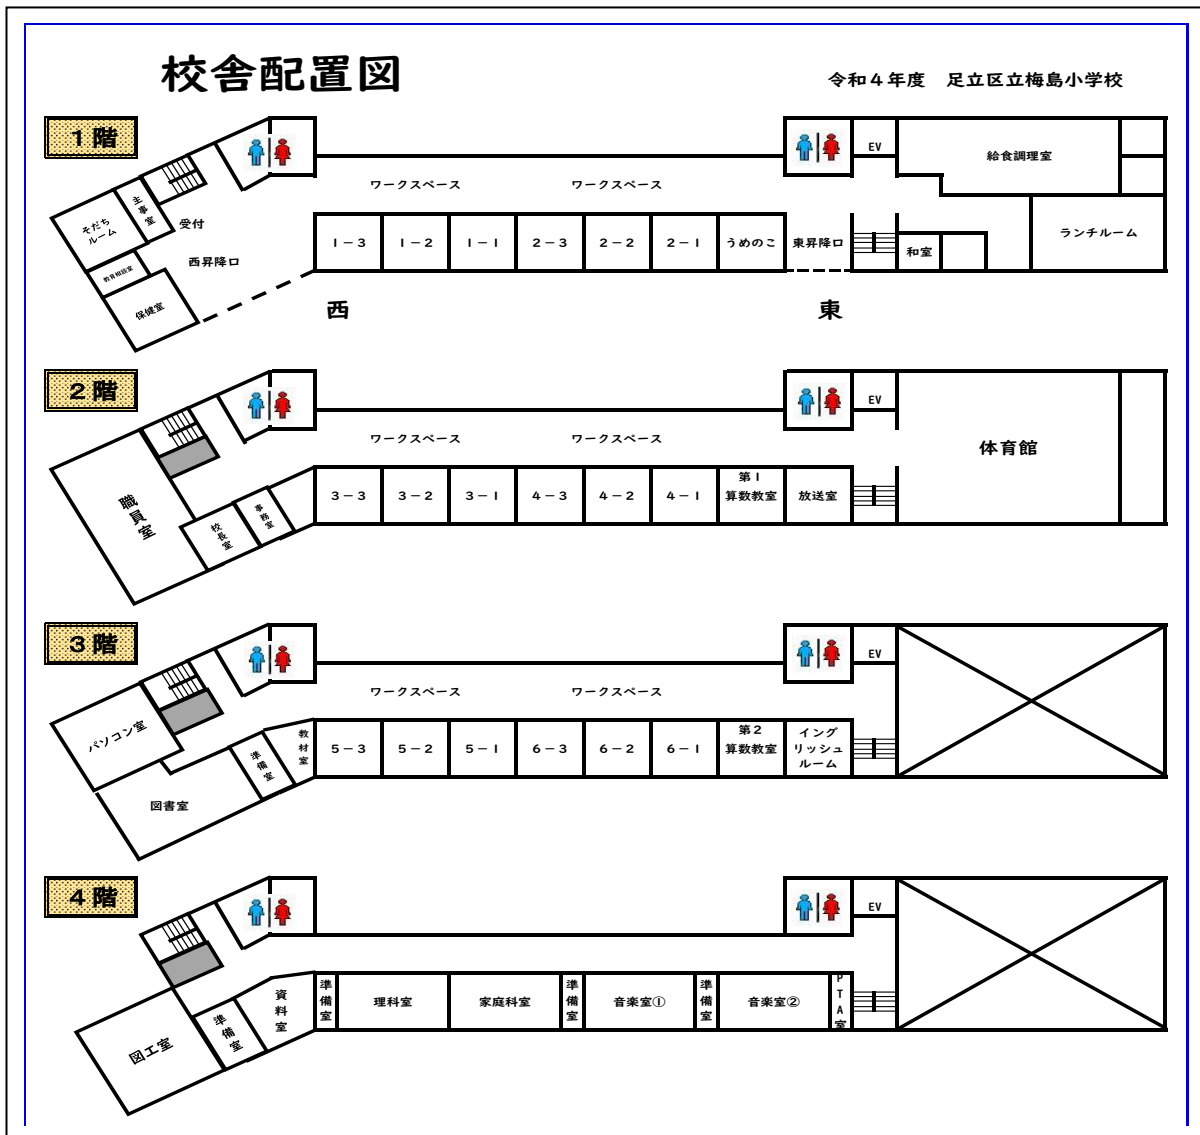 校舎配置図
令和４年度　足立区立梅島小学校
１階
EV
給食調理室
ワークスペース
ワークスペース
そだち
ルーム
主事室
受付
西昇降口
教育相談室
保健室
１－３
１－２
１－１
２－３
２－２
２－１
うめのこ
東昇降口
和室
ランチルーム
西
東
２階
EV
ワークスペース
ワークスペース
体育館
職員室
校長室
事務室
３－３
３－２
３－１
４－３
４－２
４－１
第１
算数教室
放送室
３階
EV
ワークスペース
ワークスペース
パソコン室
図書室
準備室
教材室
５－３
５－２
５－１
６－３
６－２
６－１
第２
算数教室
イング
リッシュ
ルーム
４階
EV
図工室
準備室
資料室
準備室
理科室
家庭科室
準備室
音楽室①
準備室
音楽室②
PTA室